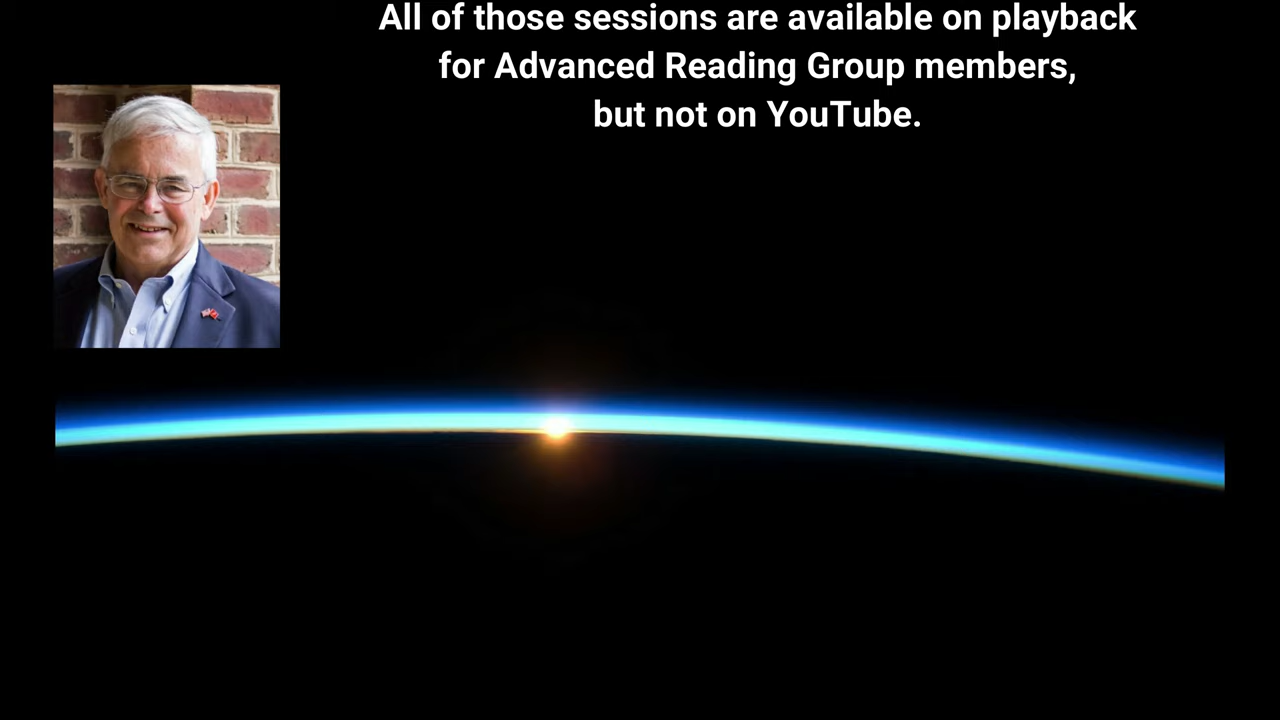 All of those sessions are available on playback
for Advanced Reading Group members,
but not on YouTube.